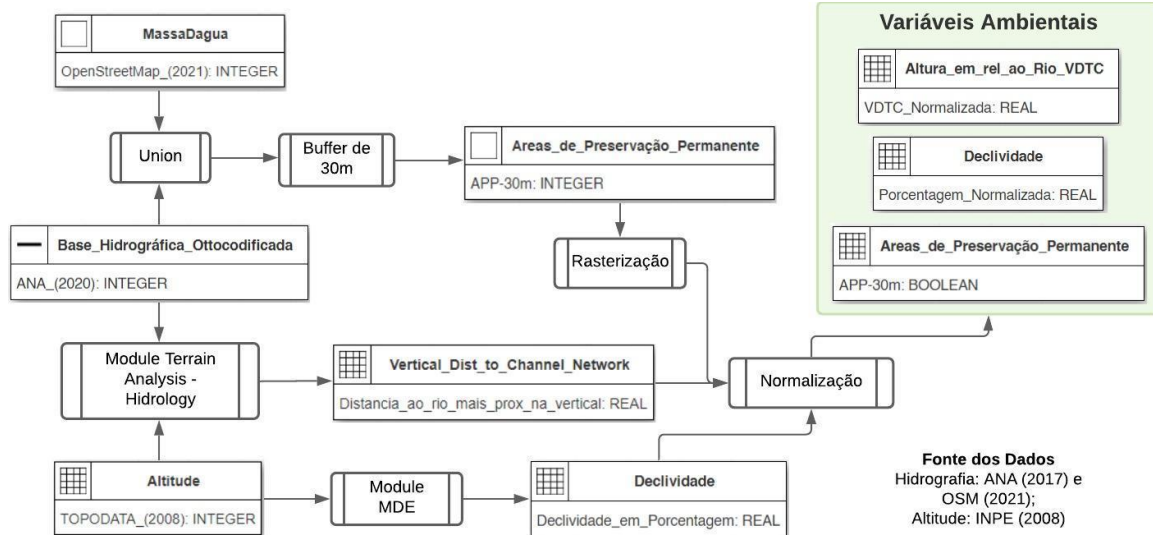 MassaDagua
OpenStreetMap_(2021): INTEGER
Union
Buffer de
30m
Areas_de_Preservação_Permanente
APP-30m: INTEGER
Base_Hidrográfica_Ottocodificada
ANA_(2020): INTEGER
Rasterização
Module Terrain
Analysis -
Hidrology
Vertical_Dist_to_Channel_Network
Distancia_ao_rio_mais_prox_na_vertical: REAL
Normalização
Altitude
TOPODATA_(2008): INTEGER
Module
MDE
Declividade
Declividade_em_Porcentagem: REAL
Variáveis Ambientais
Altura_em_rel_ao_Rio_VDTC
VDTC_Normalizada: REAL
Declividade
Porcentagem_Normalizada: REAL
Areas_de_Preservação_Permanente
APP-30m: BOOLEAN
Fonte dos Dados
Hidrografia: ANA (2017) e
OSM (2021);
Altitude: INPE (2008)